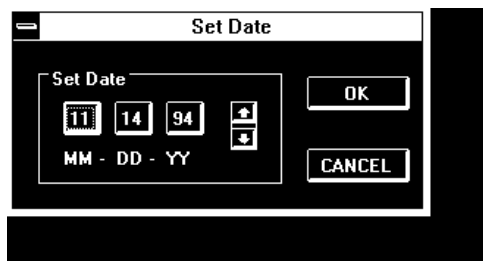 Set Date
Set Date
11 14 94
MM - DD - YY
OK
CANCEL